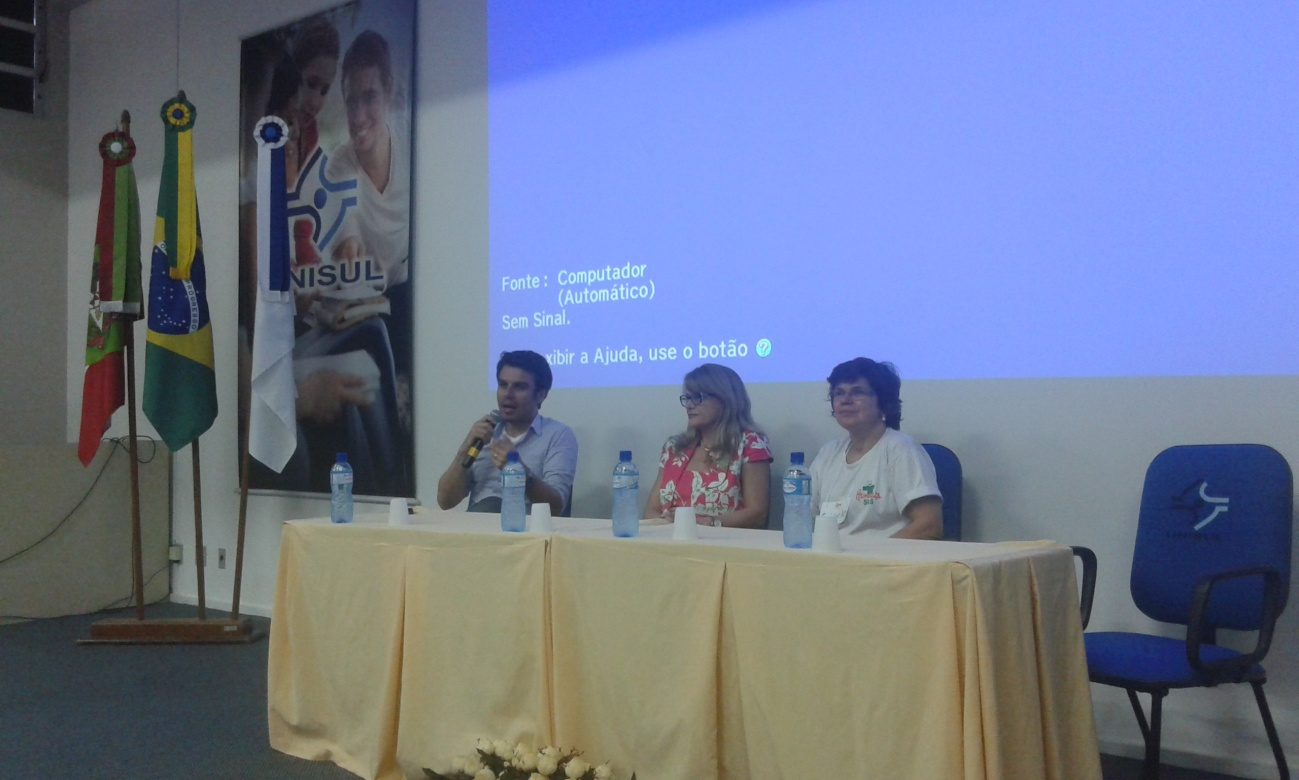 NISUL
Fonte: Computador
(Automático)
Sem Sinal.
xibir a Ajuda, use o botão